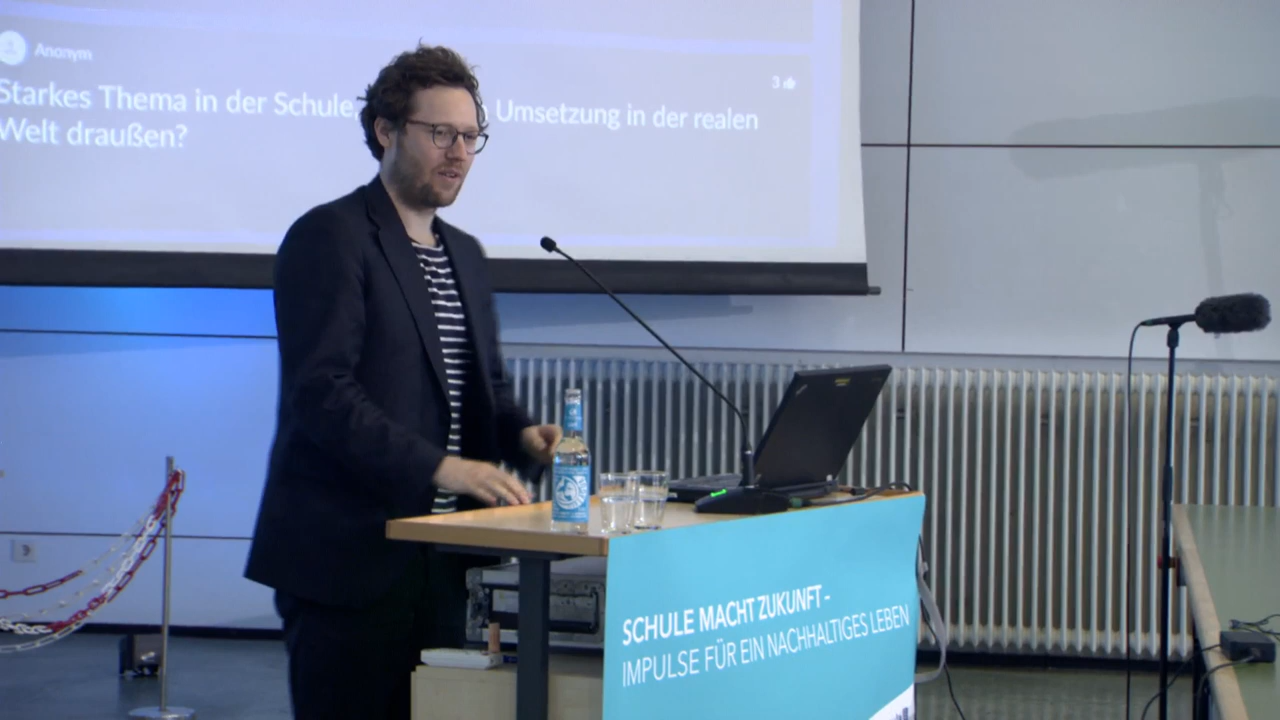 Anonym
3
Starkes Thema in der Schule, Umsetzung in der realen
Welt draußen?
SCHULE MACHT ZUKUNFT –
IMPULSE FÜR EIN NACHHALTIGES LEBEN